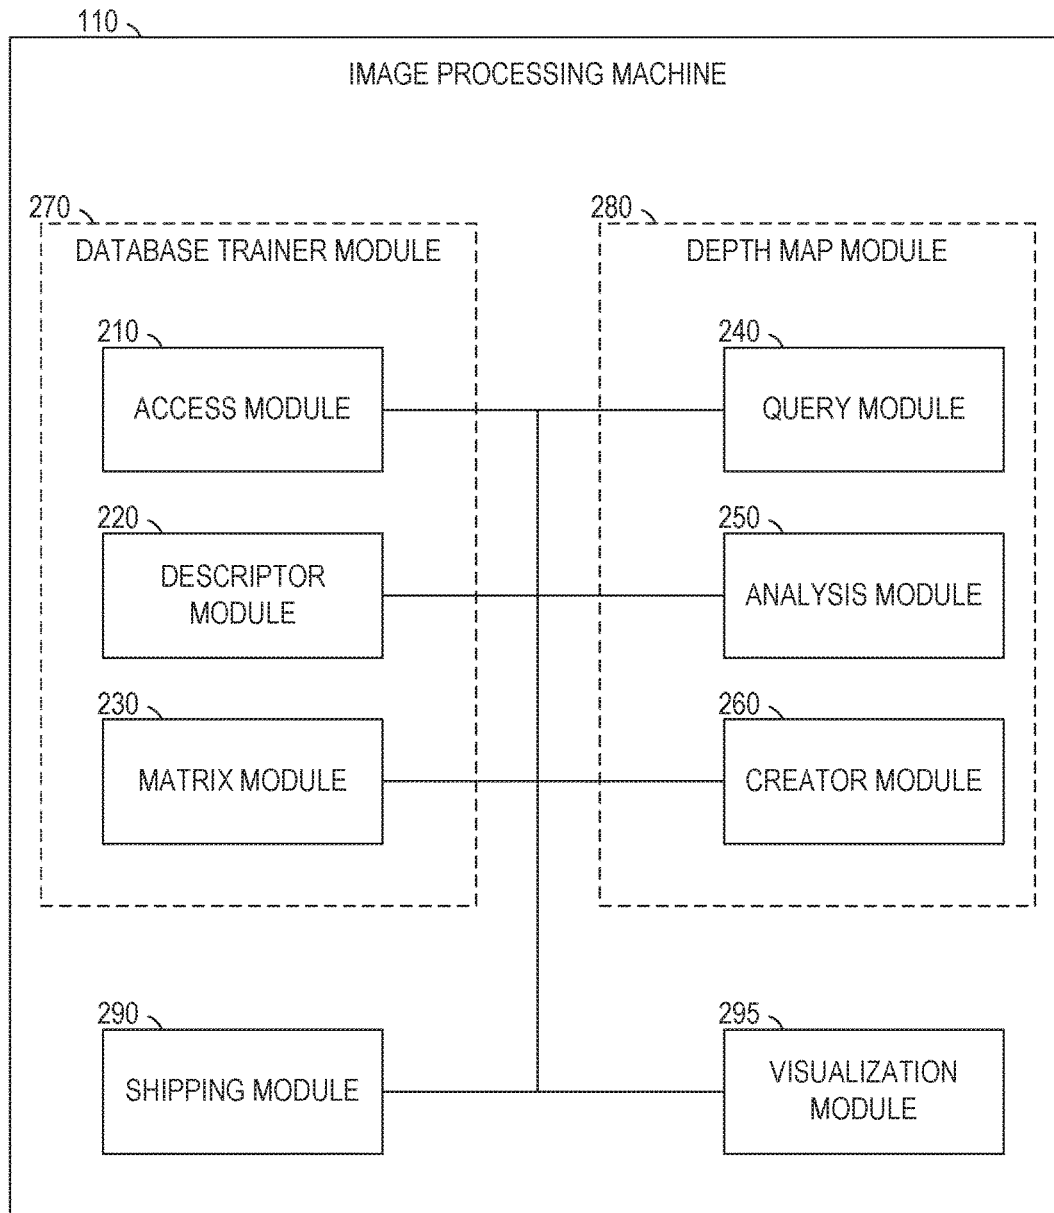 110
IMAGE PROCESSING MACHINE
270
DATABASE TRAINER MODULE
210
ACCESS MODULE
220
DESCRIPTOR
MODULE
230
MATRIX MODULE
280
DEPTH MAP MODULE
240
QUERY MODULE
250
ANALYSIS MODULE
260
CREATOR MODULE
290
SHIPPING MODULE
295
VISUALIZATION
MODULE